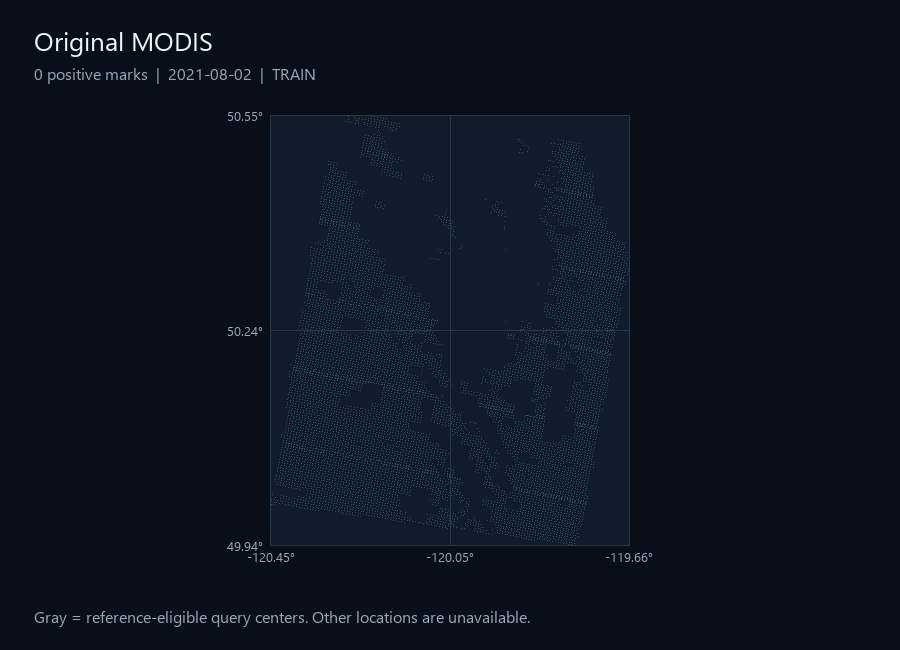 Original MODIS
0 positive marks | 2021-08-02 | TRAIN
50.55°
50.24°
49.94°
-120.45°
-120.05°
-119.66°
Gray = reference-eligible query centers. Other locations are unavailable.